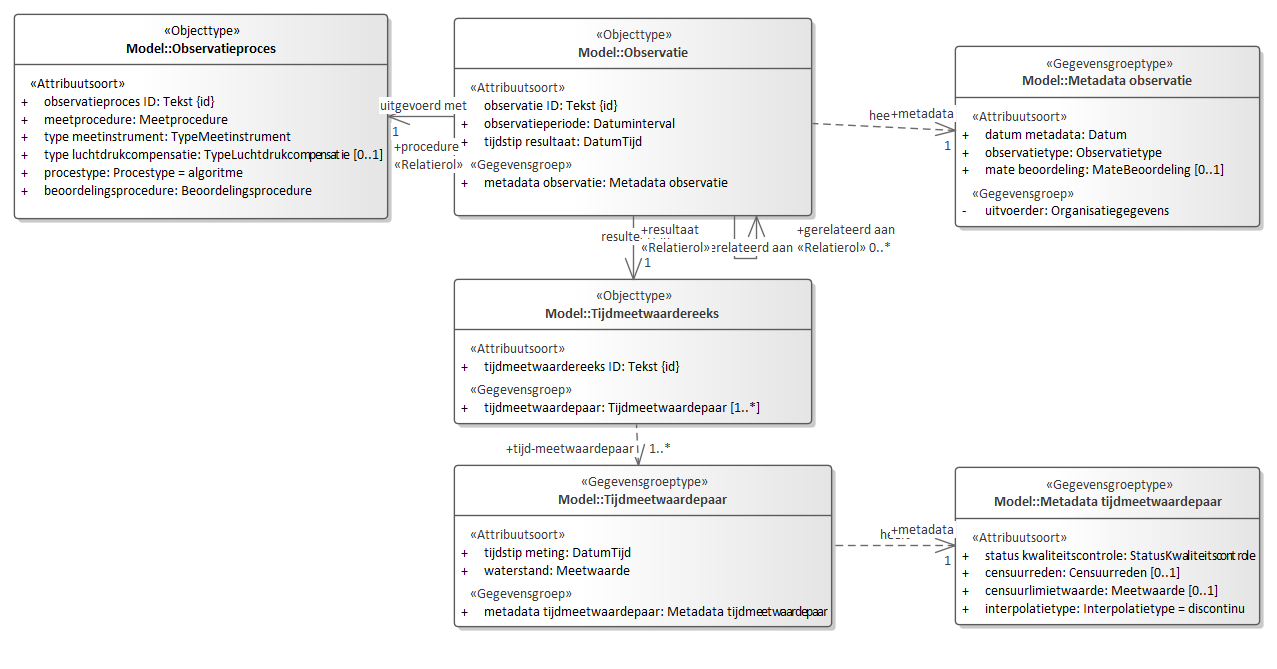 «Objecttype»
Model::Observatieproces
«Attribuutsoort»
+ observatieproces ID: Tekst {id}
+ meetprocedure: Meetprocedure
+ type meetinstrument: TypeMeetinstrument
+ type luchtdrukcompensatie: TypeLuchtdrukcompensatie [0..1]
+ procestype: Procestype = algoritme
+ beoordelingsprocedure: Beoordelingsprocedure
uitgevoerd met
1
+procedure
«Relatierol»
«Objecttype»
Model::Observatie
«Attribuutsoort»
+ observatie ID: Tekst {id}
+ observatieperiode: Datuminterval
+ tijdstip resultaat: DatumTijd
«Gegevensgroep»
+ metadata observatie: Metadata observatie
+metadata
1
«Gegevensgroeptype»
Model::Metadata observatie
«Attribuutsoort»
+ datum metadata: Datum
+ observatietype: Observatietype
+ mate beoordeling: MateBeoordeling [0..1]
«Gegevensgroep»
- uitvoerder: Organisatiegegevens
+resultaat
«Relatierol»
1
+gerelateerd aan
aan «Relatierol» 0..*
«Objecttype»
Model::Tijdmeetwaardereeks
«Attribuutsoort»
+ tijdmeetwaardereeks ID: Tekst {id}
«Gegevensgroep»
+ tijdmeetwaardepaar: Tijdmeetwaardepaar [1..*]
+tijd-meetwaardepaar 1..*
«Gegevensgroeptype»
Model::Tijdmeetwaardepaar
«Attribuutsoort»
+ tijdstip meting: DatumTijd
+ waterstand: Meetwaarde
«Gegevensgroep»
+ metadata tijdmeetwaardepaar: Metadata tijdmeetwaardepaar
+metadata
1
«Gegevensgroeptype»
Model::Metadata tijdmeetwaardepaar
«Attribuutsoort»
+ status kwaliteitscontrole: StatusKwaliteitscontrole
+ censuurreden: Censuurreden [0..1]
+ censuurlimietwaarde: Meetwaarde [0..1]
+ interpolatietype: Interpolatietype = discontinu